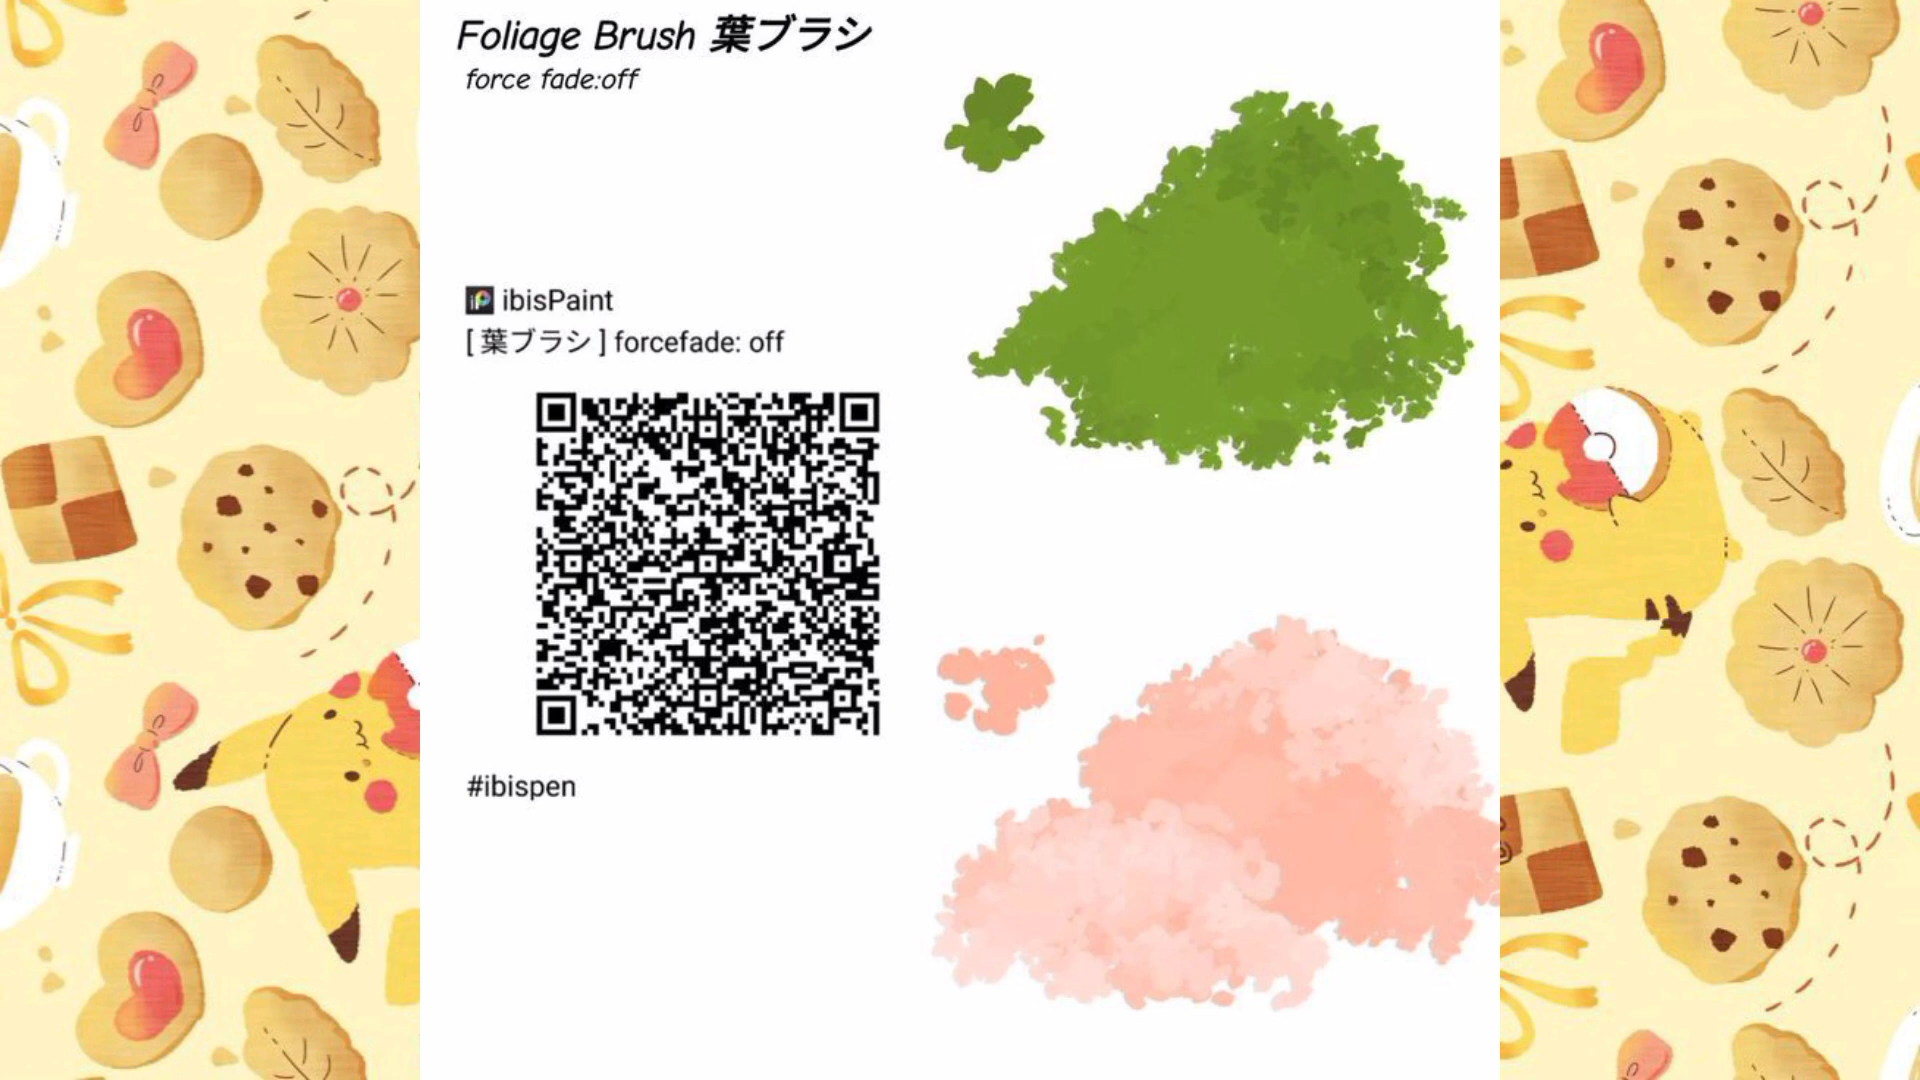 Foliage Brush 葉ブラシ
force fade:off
ibisPaint
[ 葉ブラシ ] forcefade: off
#ibispen